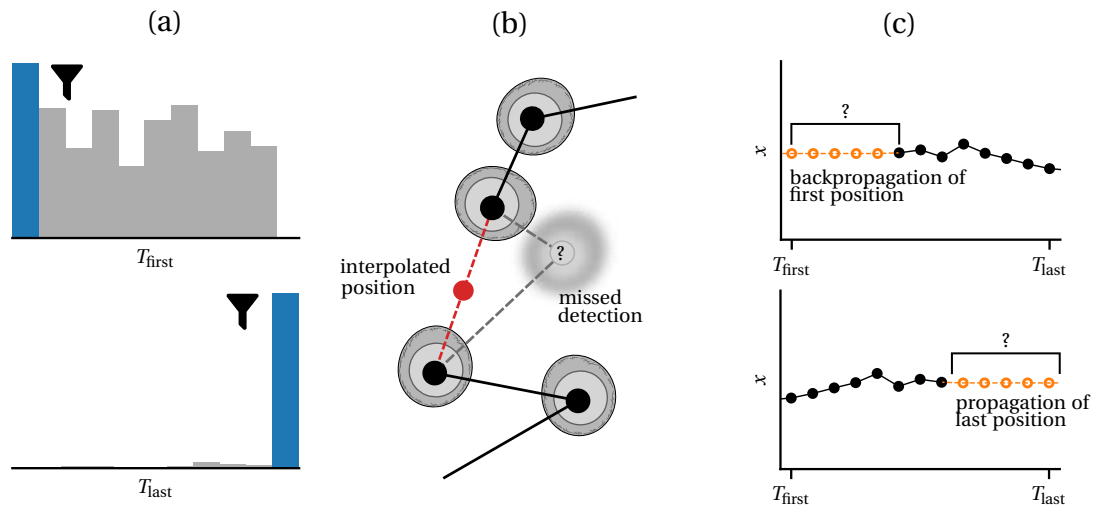 (a)
T_first
T_last
(b)
interpolated
position
?
missed
detection
(c)
?
x
backpropagation of
first position
T_first
T_last
?
x
propagation of
last position
T_first
T_last